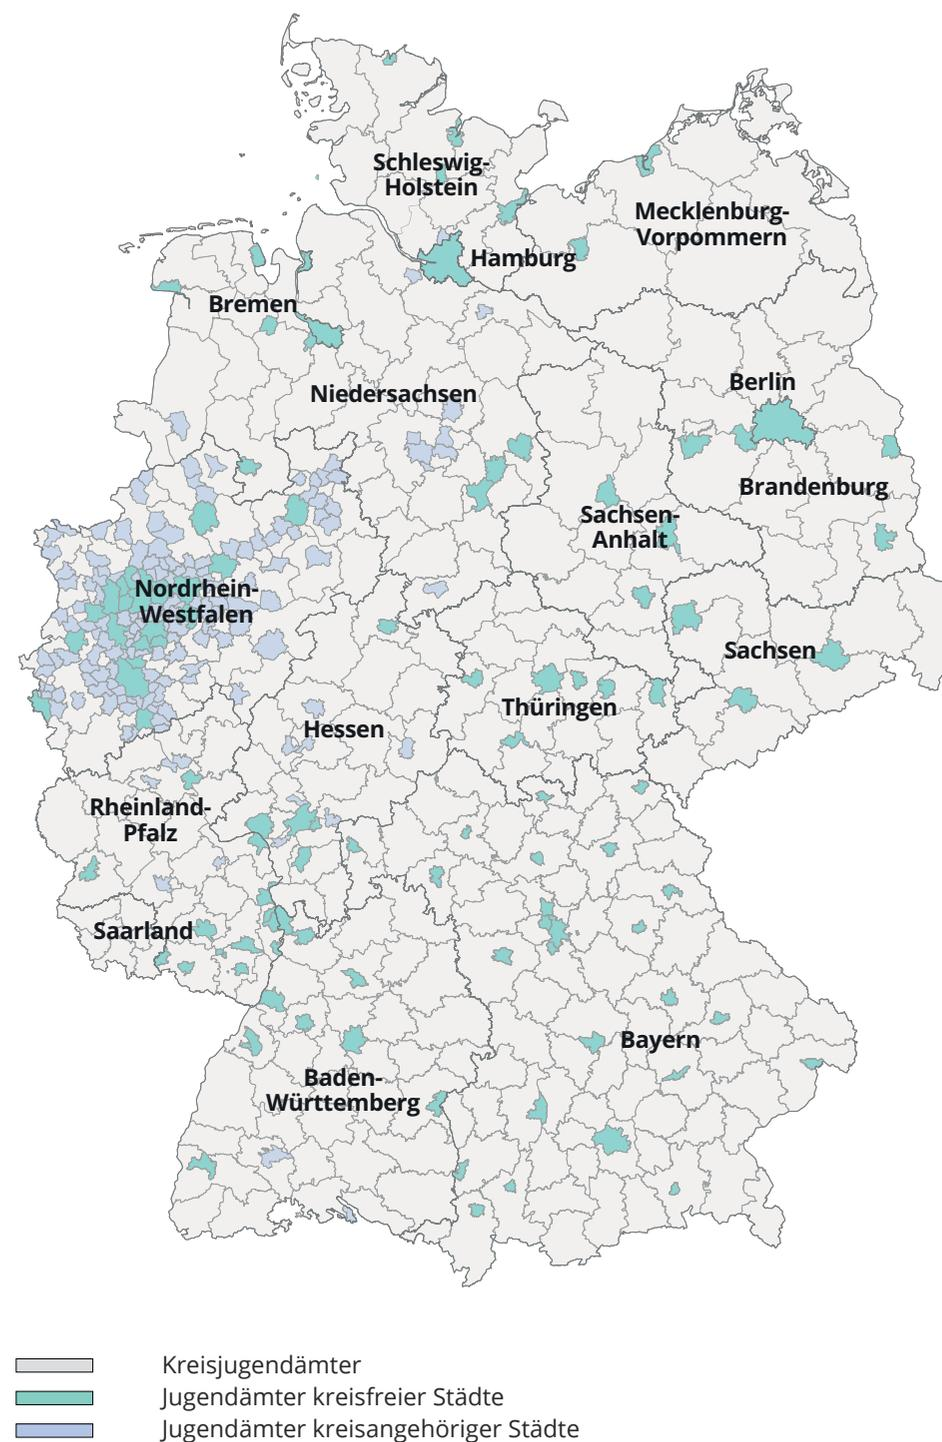 Schleswig-
Holstein
Mecklenburg-
Vorpommern
Hamburg
Bremen
Berlin
Niedersachsen
Brandenburg
Sachsen-
Anhalt
Nordrhein-
Westfalen
Sachsen
Thüringen
Hessen
Rheinland-
Pfalz
Saarland
Bayern
Baden-
Württemberg
Kreisjugendämter
Jugendämter kreisfreier Städte
Jugendämter kreisangehöriger Städte